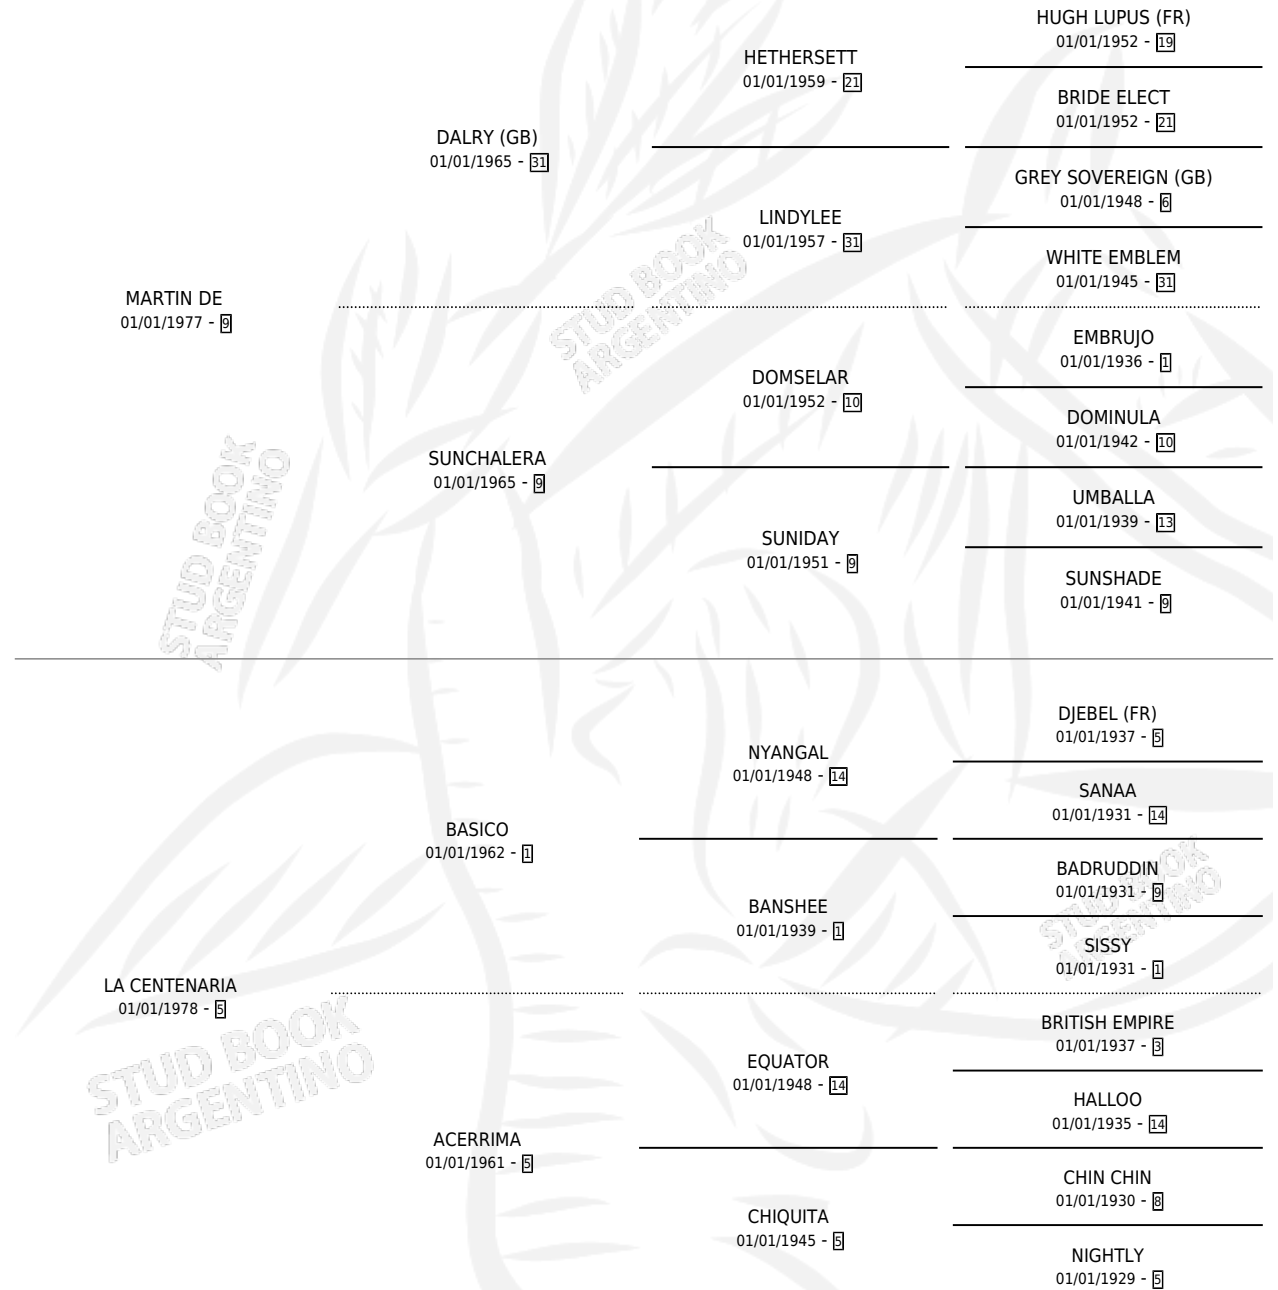 HUGH LUPUS (FR)
01/01/1952 - 19
HETHERSETT
01/01/1959 - 21
BRIDE ELECT
01/01/1952 - 21
DALRY (GB)
01/01/1965 - 31
GREY SOVEREIGN (GB)
01/01/1948 - 6
LINDYLEE
01/01/1957 - 31
WHITE EMBLEM
01/01/1945 - 31
MARTIN DE
01/01/1977 - 9
EMBRUJO
01/01/1936 - 1
DOMSELAR
01/01/1952 - 10
DOMINULA
01/01/1942 - 10
SUNCHALERA
01/01/1965 - 9
UMBALLA
01/01/1939 - 13
SUNIDAY
01/01/1951 - 9
SUNSHADE
01/01/1941 - 9
STUD BOOK
ARGENTINO
STUD BOOK
ARGENTINO
DJEBEL (FR)
01/01/1937 - 5
NYANGAL
01/01/1948 - 14
SANAA
01/01/1931 - 14
BASICO
01/01/1962 - 1
BADRUDDIN
01/01/1931 - 9
BANSHEE
01/01/1939 - 1
SISSY
01/01/1931 - 1
LA CENTENARIA
01/01/1978 - 5
BRITISH EMPIRE
01/01/1937 - 3
EQUATOR
01/01/1948 - 14
HALLOO
01/01/1935 - 14
ACERRIMA
01/01/1961 - 5
CHIN CHIN
01/01/1930 - 8
CHIQUITA
01/01/1945 - 5
NIGHTLY
01/01/1929 - 5
STUD BOOK
ARGENTINO
STUD BOOK
ARGENTINO